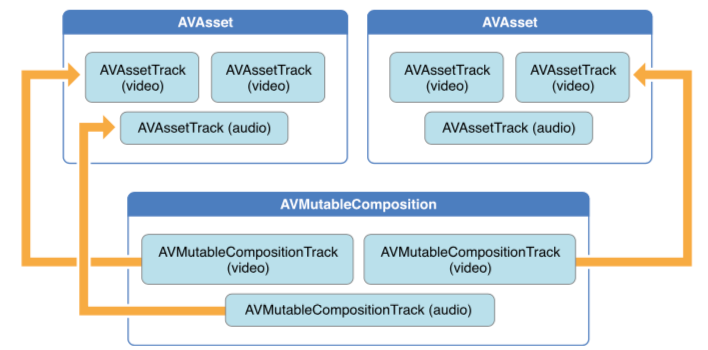 AVAsset
AVAssetTrack
(video)
AVAssetTrack
(video)
AVAssetTrack (audio)
AVAsset
AVAssetTrack
(video)
AVAssetTrack
(video)
AVAssetTrack (audio)
AVMutableComposition
AVMutableCompositionTrack
(video)
AVMutableCompositionTrack
(video)
AVMutableCompositionTrack (audio)